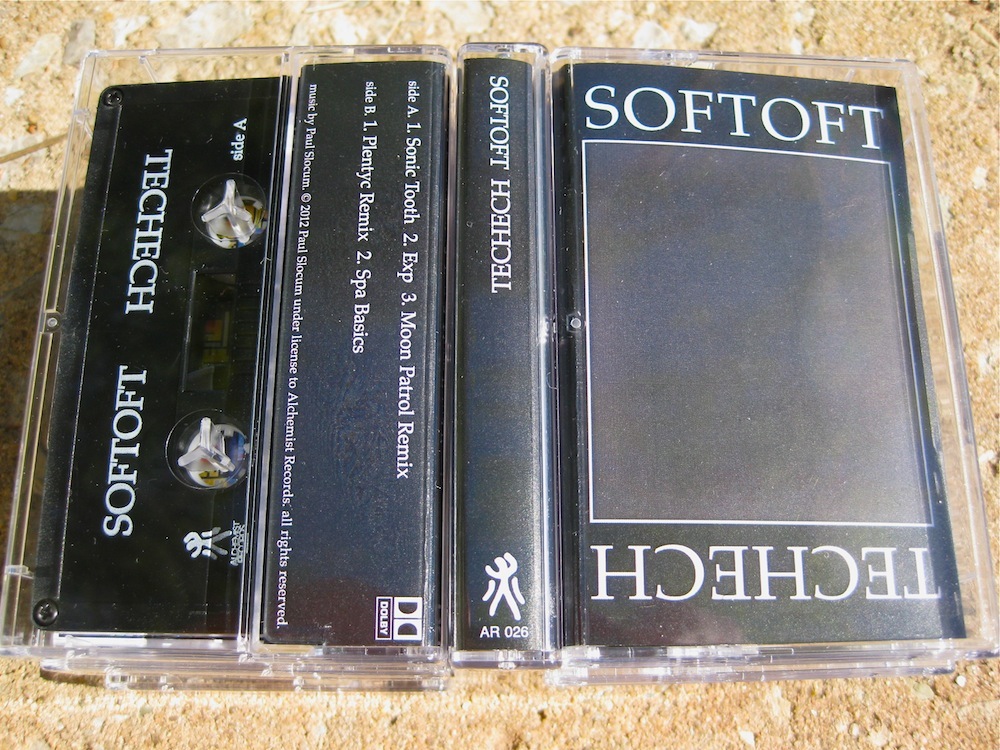 side A
TECHECH SOFTOFT
ALCHEMIST
RECORDS
side A 1. Sonic Tooth 2. Exp 3. Moon Patrol Remix
side B 1. Plentyc Remix 2. Spa Basics
music by Paul Slocum. © 2012 Paul Slocum under license to Alchemist Records. all rights reserved.
DOLBY
SOFTOFT TECHECH
AR 026
SOFTOFT
TECHECH